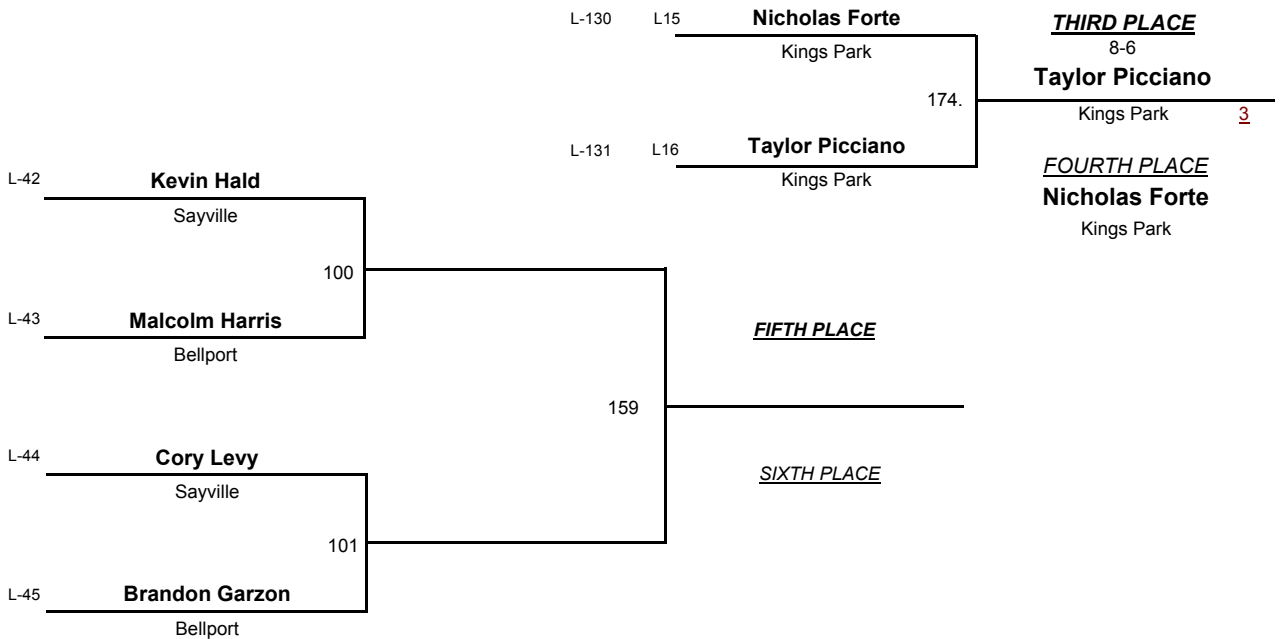 L-130 L15 Nicholas Forte
Kings Park
THIRD PLACE
8-6
Taylor Picciano
174.
Kings Park 3
L-131 L16 Taylor Picciano
Kings Park
FOURTH PLACE
Nicholas Forte
Kings Park
L-42 Kevin Hald
Sayville
100
L-43 Malcolm Harris
Bellport
FIFTH PLACE
159
L-44 Cory Levy
Sayville
SIXTH PLACE
101
L-45 Brandon Garzon
Bellport